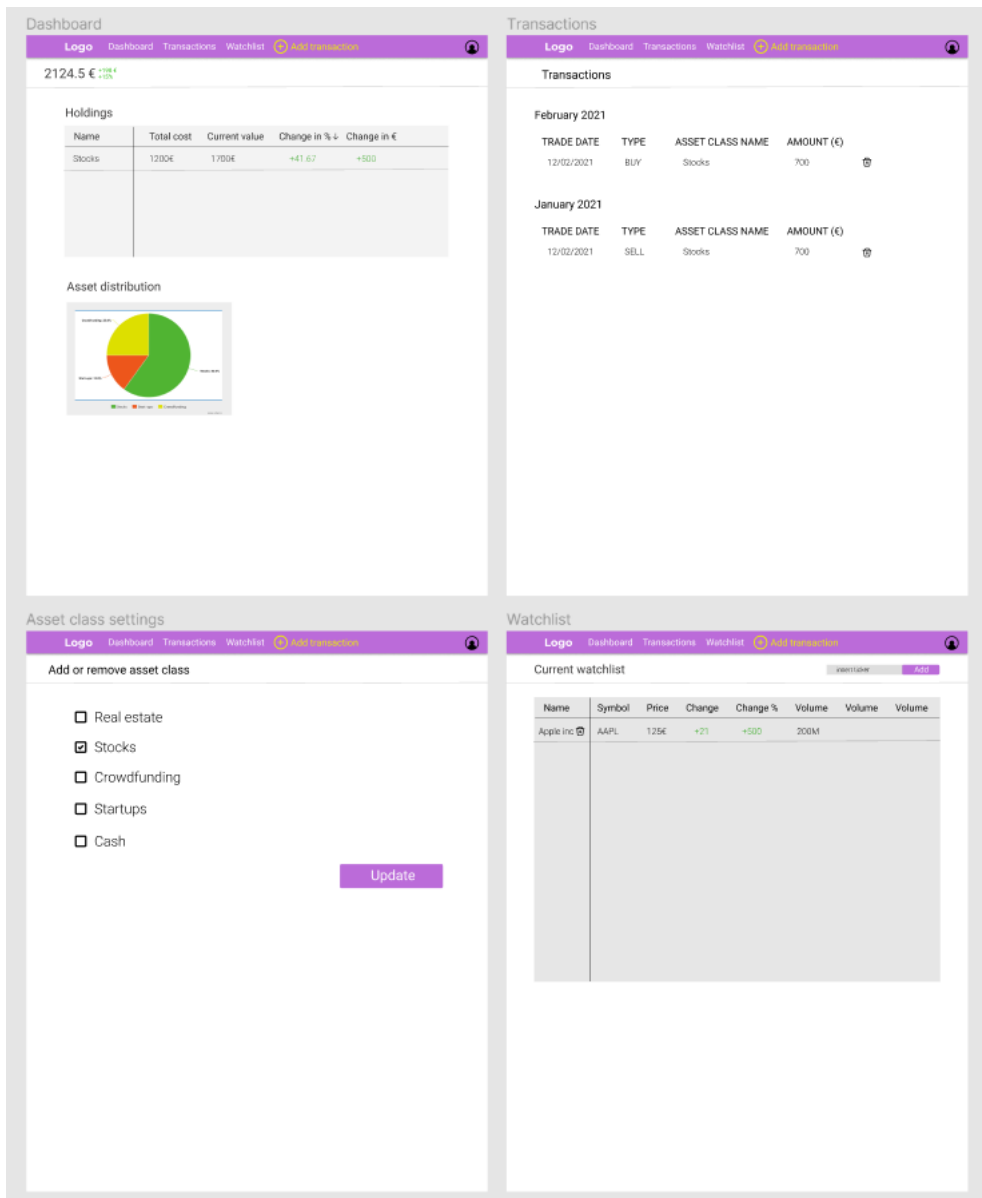 Dashboard
Logo Dashboard Transactions Watchlist Add transaction
2124.5 €
Holdings
Name Total cost Current value Change in % ↓ Change in €
Stocks 1200€ 1700€ +41.67 +500
Asset distribution
Transactions
Logo Dashboard Transactions Watchlist Add transaction
Transactions
February 2021
TRADE DATE TYPE ASSET CLASS NAME AMOUNT (€)
12/02/2021 BUY Stocks 700
January 2021
TRADE DATE TYPE ASSET CLASS NAME AMOUNT (€)
12/02/2021 SELL Stocks 700
Asset class settings
Logo Dashboard Transactions Watchlist Add transaction
Add or remove asset class
Real estate
Stocks
Crowdfunding
Startups
Cash
Update
Watchlist
Logo Dashboard Transactions Watchlist Add transaction
Current watchlist Add
Name Symbol Price Change Change % Volume Volume Volume
Apple inc AAPL 125€ +21 +500 200M